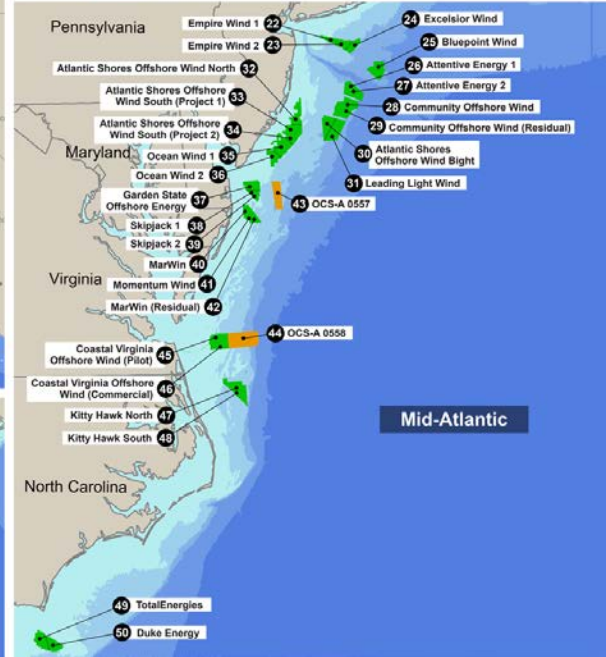 Pennsylvania
Empire Wind 1 22
Empire Wind 2 23
24 Excelsior Wind
25 Bluepoint Wind
26 Attentive Energy 1
27 Attentive Energy 2
28 Community Offshore Wind
29 Community Offshore Wind (Residual)
30 Atlantic Shores
Offshore Wind Bight
31 Leading Light Wind
32
Atlantic Shores Offshore Wind North
33
Atlantic Shores Offshore
Wind South (Project 1)
34
Atlantic Shores Offshore
Wind South (Project 2)
Maryland
Ocean Wind 1 35
Ocean Wind 2 36
37
Garden State
Offshore Energy
Skipjack 1 38
Skipjack 2 39
MarWin 40
Momentum Wind 41
MarWin (Residual) 42
43 OCS-A 0557
Virginia
44 OCS-A 0558
Coastal Virginia
Offshore Wind (Pilot)
45
Coastal Virginia Offshore
Wind (Commercial)
46
Kitty Hawk North 47
Kitty Hawk South 48
Mid-Atlantic
North Carolina
49 TotalEnergies
50 Duke Energy